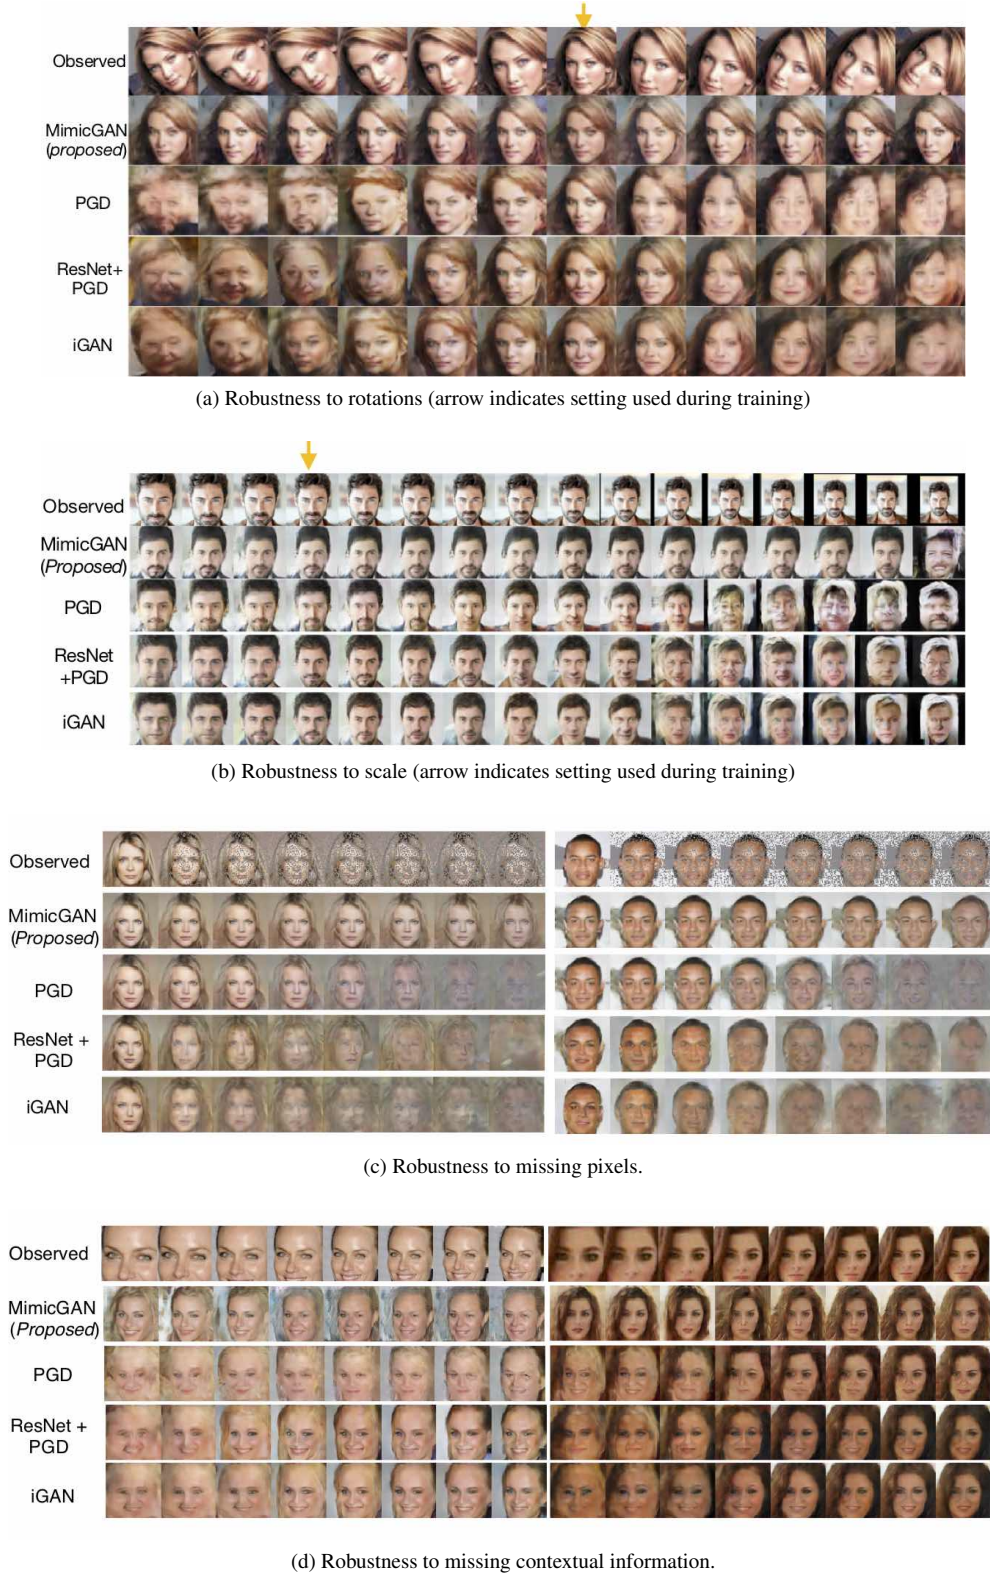 Observed
MimicGAN
(proposed)
PGD
ResNet+
PGD
iGAN
(a) Robustness to rotations (arrow indicates setting used during training)
Observed
MimicGAN
(Proposed)
PGD
ResNet
+PGD
iGAN
(b) Robustness to scale (arrow indicates setting used during training)
Observed
MimicGAN
(Proposed)
PGD
ResNet +
PGD
iGAN
(c) Robustness to missing pixels.
Observed
MimicGAN
(Proposed)
PGD
ResNet +
PGD
iGAN
(d) Robustness to missing contextual information.